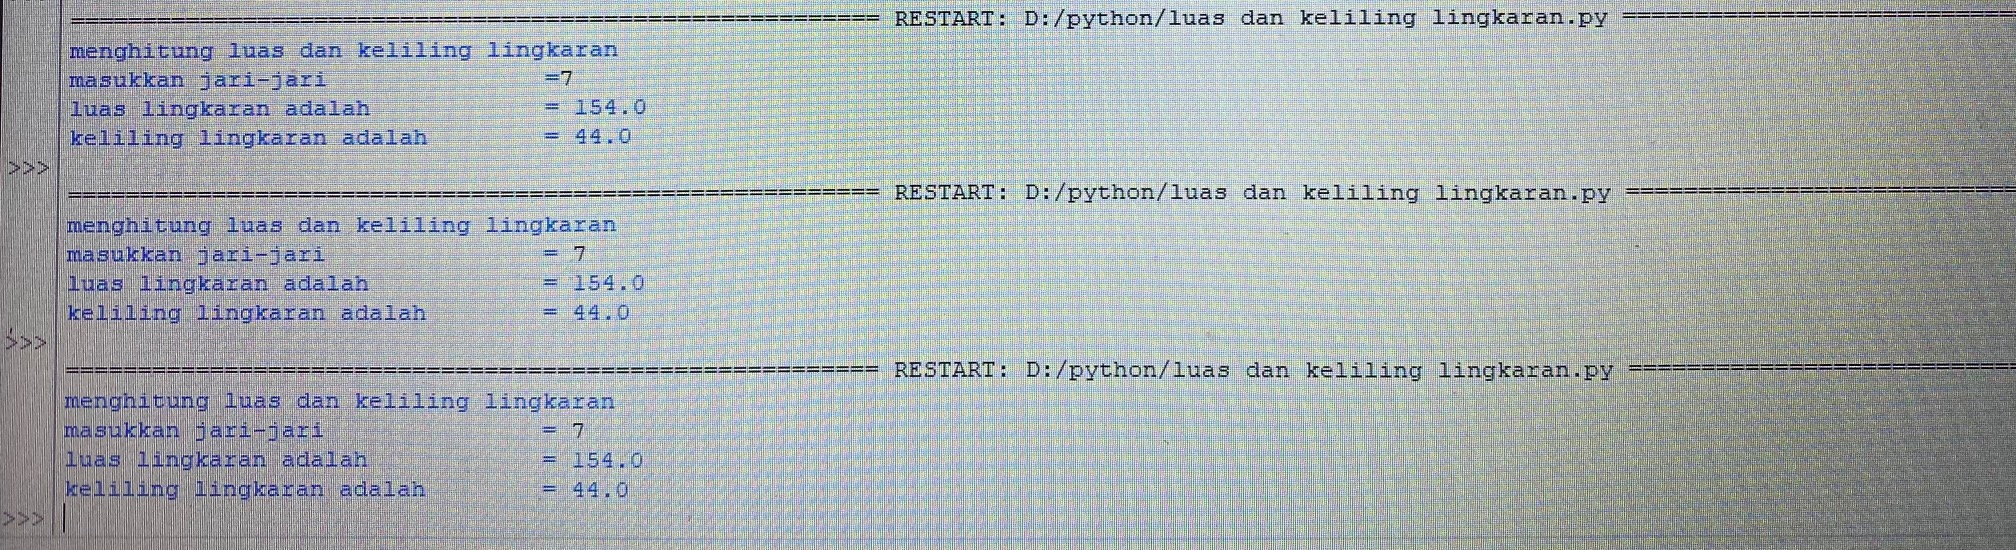 ======================================================== RESTART: D:/python/luas dan keliling lingkaran.py ===========================
menghitung luas dan keliling lingkaran
masukkan jari-jari               =7
luas lingkaran adalah            = 154.0
keliling lingkaran adalah        = 44.0
>>>
======================================================== RESTART: D:/python/luas dan keliling lingkaran.py ===========================
menghitung luas dan keliling lingkaran
masukkan jari-jari               = 7
luas lingkaran adalah            = 154.0
keliling lingkaran adalah        = 44.0
>>>
======================================================== RESTART: D:/python/luas dan keliling lingkaran.py ===========================
menghitung luas dan keliling lingkaran
masukkan jari-jari               = 7
luas lingkaran adalah            = 154.0
keliling lingkaran adalah        = 44.0
>>>